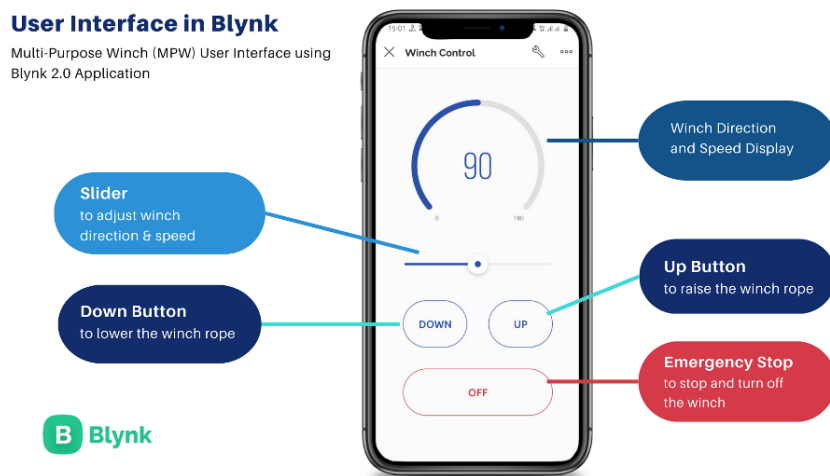 User Interface in Blynk
Multi-Purpose Winch (MPW) User Interface using
Blynk 2.0 Application
15:01
Winch Control
90
0
180
Winch Direction
and Speed Display
Slider
to adjust winch
direction & speed
Up Button
to raise the winch rope
Down Button
to lower the winch rope
DOWN
UP
Emergency Stop
to stop and turn off
the winch
OFF
B Blynk